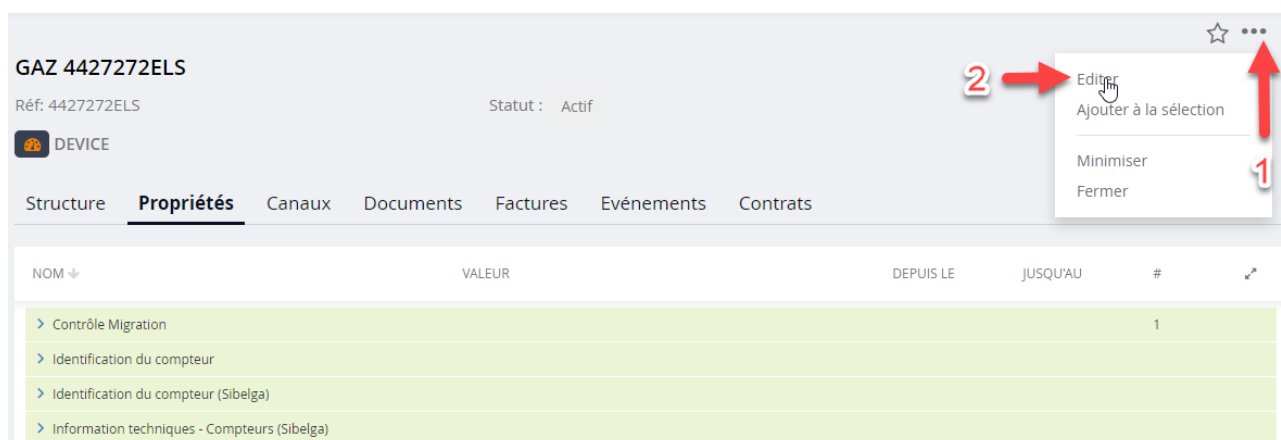 GAZ 4427272ELS
Réf: 4427272ELS Statut : Actif
DEVICE
2 Editer
Ajouter à la sélection
Minimiser
Fermer
1
Structure Propriétés Canaux Documents Factures Evénements Contrats
NOM VALEUR DEPUIS LE JUSQU'AU #
Contrôle Migration 1
Identification du compteur
Identification du compteur (Sibelga)
Information techniques - Compteurs (Sibelga)